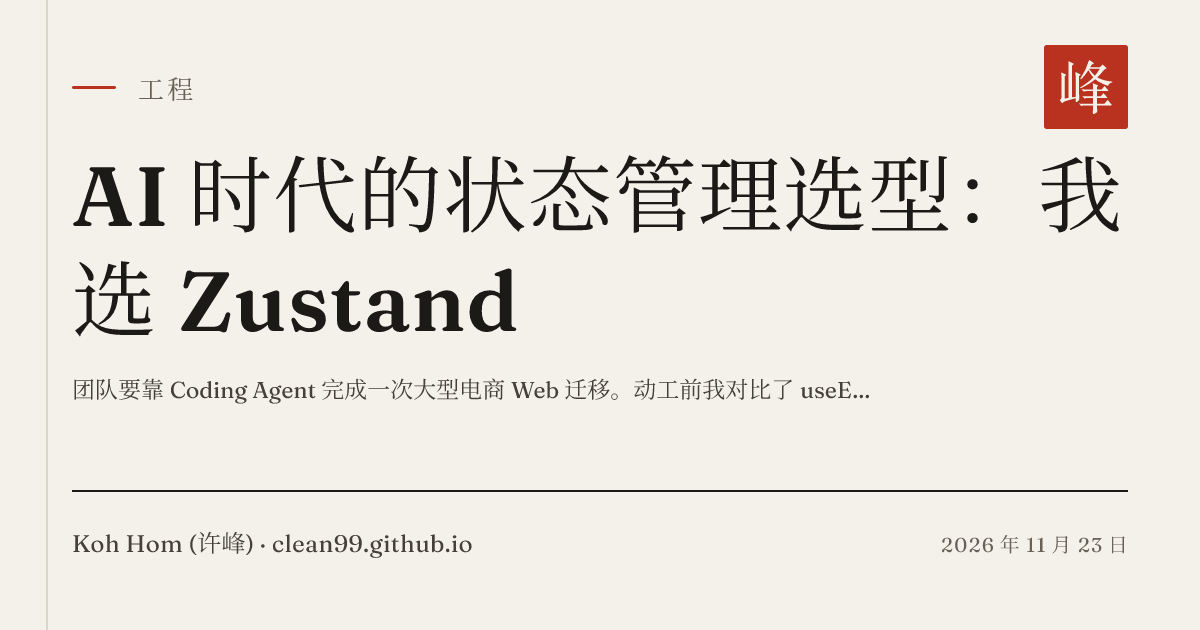 工程
峰
AI 时代的状态管理选型：我
选 Zustand
团队要靠 Coding Agent 完成一次大型电商 Web 迁移。动工前我对比了 useE...
Koh Hom (许峰) · clean99.github.io
2026 年 11 月 23 日